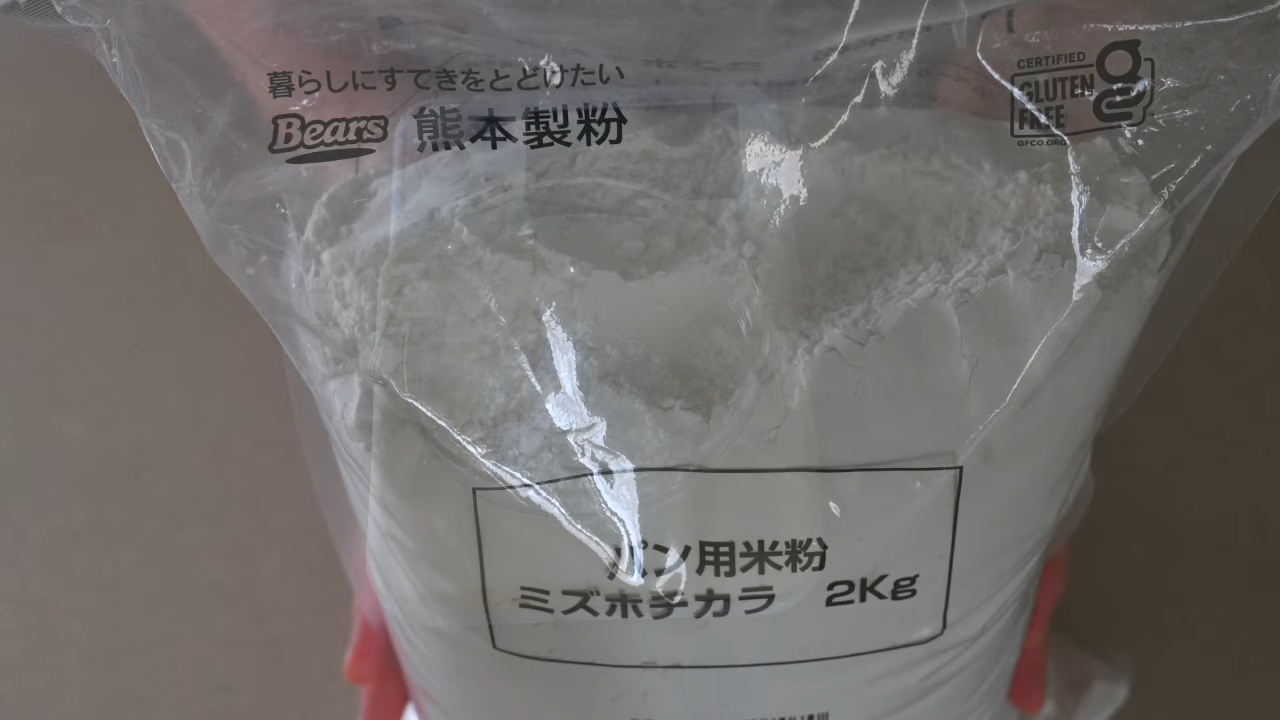 暮らしにすてきをとどけたい
Bears 熊本製粉
CERTIFIED
GLUTEN
FREE
GFCO.ORG
パン用米粉
ミズホチカラ 2Kg